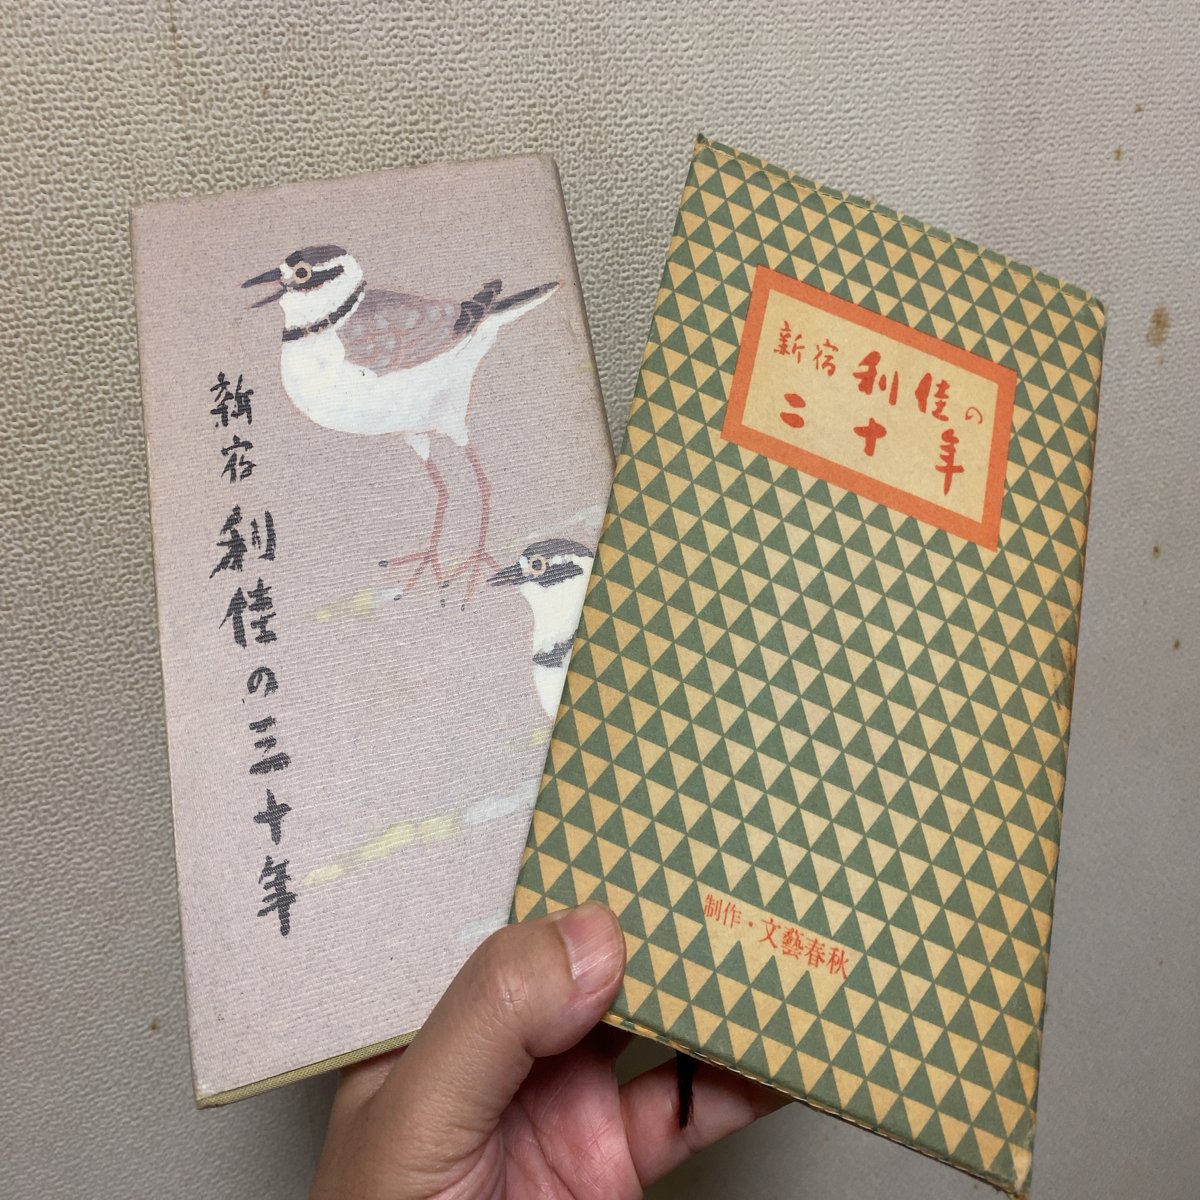 新宿利佳の三十年
新宿利佳の
二十年
制作・文藝春秋